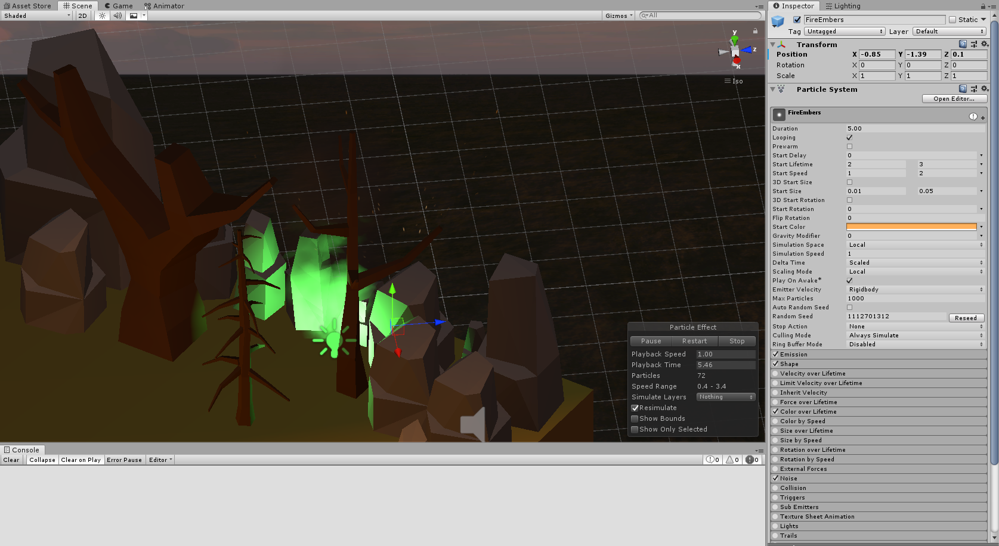 Asset Store Scene Game Animator
Shaded 2D Gizmos All
y
z
x
Iso
Particle Effect
Pause Restart Stop
Playback Speed 1.00
Playback Time 5.46
Particles 72
Speed Range 0.4 - 3.4
Simulate Layers Nothing
Resimulate
Show Bounds
Show Only Selected
Console
Clear Collapse Clear on Play Error Pause Editor 0 0 0
Inspector Lighting
FireEmbers Static
Tag Untagged Layer Default
Transform
Position X -0.85 Y -1.39 Z 0.1
Rotation X 0 Y 0 Z 0
Scale X 1 Y 1 Z 1
Particle System
Open Editor...
FireEmbers
Duration 5.00
Looping
Prewarm
Start Delay 0
Start Lifetime 2 3
Start Speed 1 2
3D Start Size
Start Size 0.01 0.05
3D Start Rotation
Start Rotation 0
Flip Rotation 0
Start Color
Gravity Modifier 0
Simulation Space Local
Simulation Speed 1
Delta Time Scaled
Scaling Mode Local
Play On Awake*
Emitter Velocity Rigidbody
Max Particles 1000
Auto Random Seed
Random Seed 1112701312 Reseed
Stop Action None
Culling Mode Always Simulate
Ring Buffer Mode Disabled
Emission
Shape
Velocity over Lifetime
Limit Velocity over Lifetime
Inherit Velocity
Force over Lifetime
Color over Lifetime
Color by Speed
Size over Lifetime
Size by Speed
Rotation over Lifetime
Rotation by Speed
External Forces
Noise
Collision
Triggers
Sub Emitters
Texture Sheet Animation
Lights
Trails